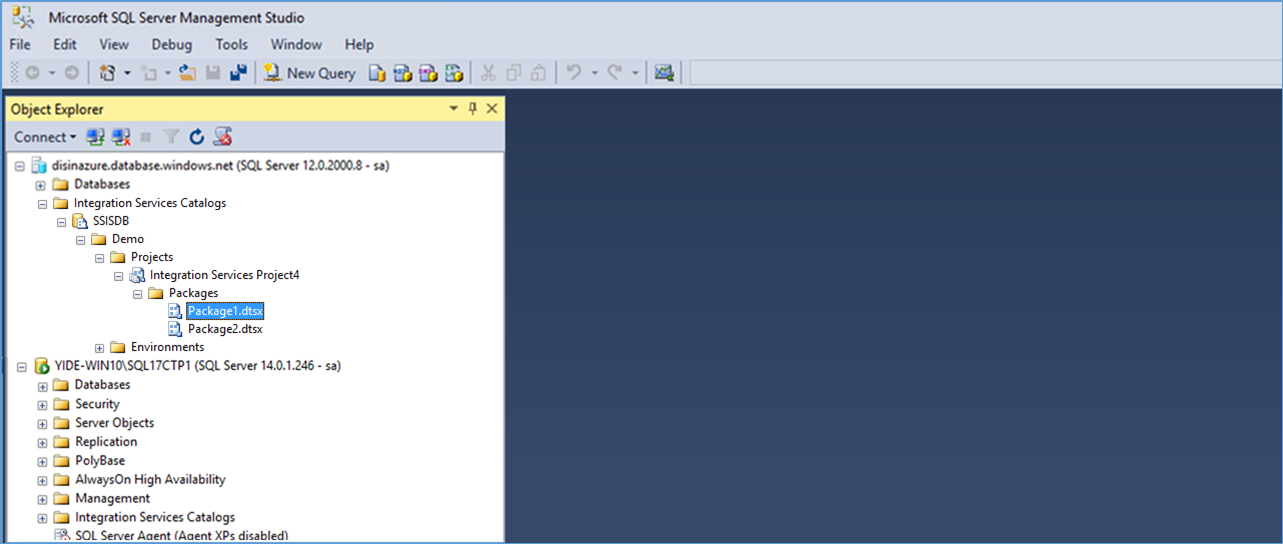 Microsoft SQL Server Management Studio
File Edit View Debug Tools Window Help
New Query
Object Explorer
Connect
disinazure.database.windows.net (SQL Server 12.0.2000.8 - sa)
Databases
Integration Services Catalogs
SSISDB
Demo
Projects
Integration Services Project4
Packages
Package1.dtsx
Package2.dtsx
Environments
YIDE-WIN10\SQL17CTP1 (SQL Server 14.0.1.246 - sa)
Databases
Security
Server Objects
Replication
PolyBase
AlwaysOn High Availability
Management
Integration Services Catalogs
SQL Server Agent (Agent XPs disabled)